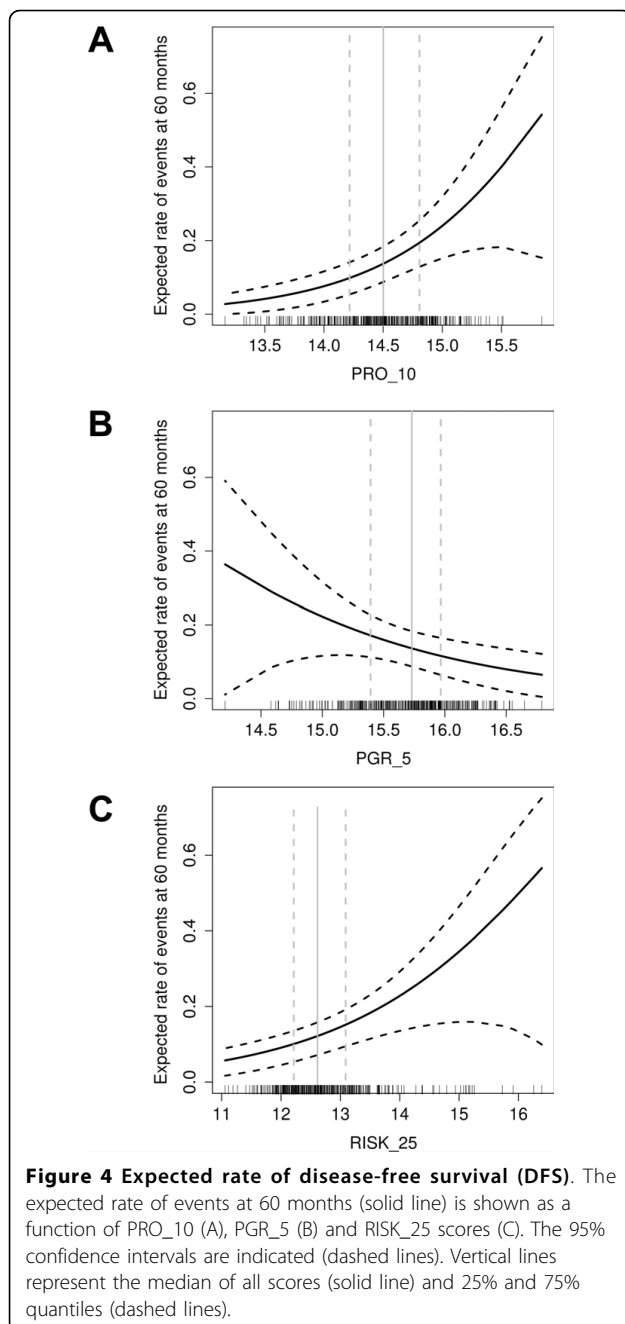 A
Expected rate of events at 60 months
0.6
0.4
0.2
0.0
13.5 14.0 14.5 15.0 15.5
PRO_10
B
Expected rate of events at 60 months
0.6
0.4
0.2
0.0
14.5 15.0 15.5 16.0 16.5
PGR_5
C
Expected rate of events at 60 months
0.6
0.4
0.2
0.0
11 12 13 14 15 16
RISK_25
Figure 4 Expected rate of disease-free survival (DFS). The
expected rate of events at 60 months (solid line) is shown as a
function of PRO_10 (A), PGR_5 (B) and RISK_25 scores (C). The 95%
confidence intervals are indicated (dashed lines). Vertical lines
represent the median of all scores (solid line) and 25% and 75%
quantiles (dashed lines).